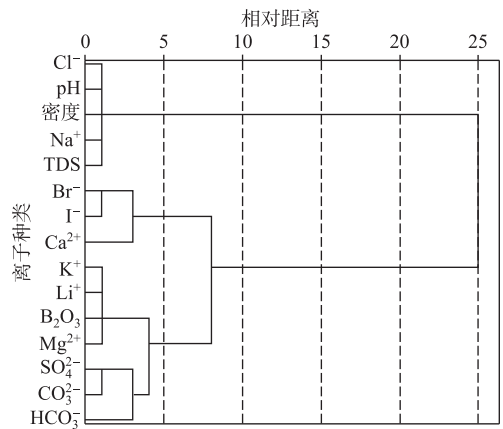 相对距离
0 5 10 15 20 25
Cl⁻
pH
密度
Na⁺
TDS
Br⁻
I⁻
Ca²⁺
K⁺
Li⁺
B₂O₃
Mg²⁺
SO₄²⁻
CO₃²⁻
HCO₃⁻
离子种类